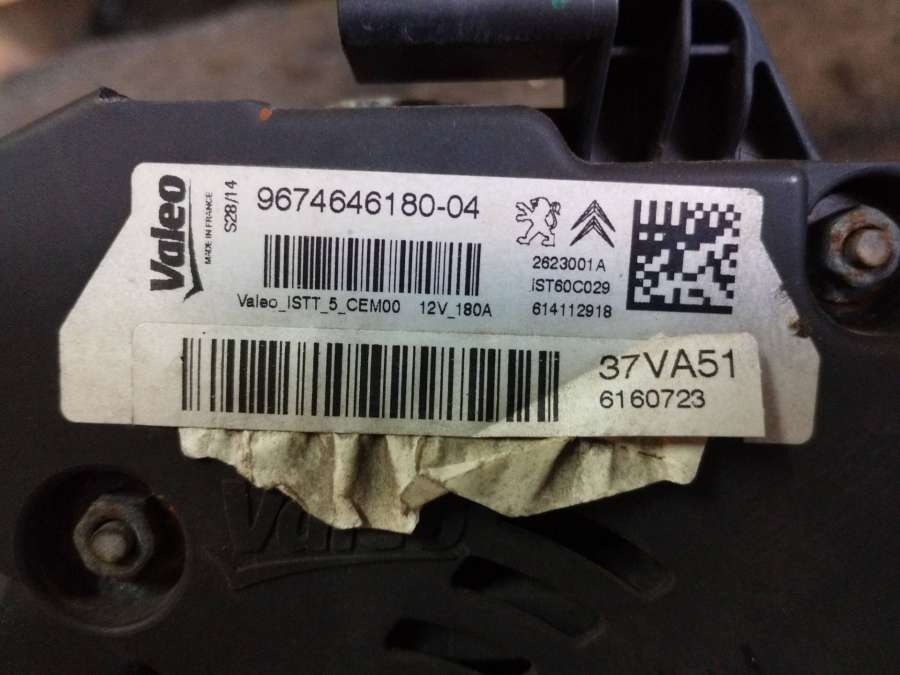 Valeo
MADE IN FRANCE
S28/14
9674646180-04
2623001A
iST60C029
614112918
Valeo_ISTT_5_CEM00 12V_180A
37VA51
6160723
Valeo